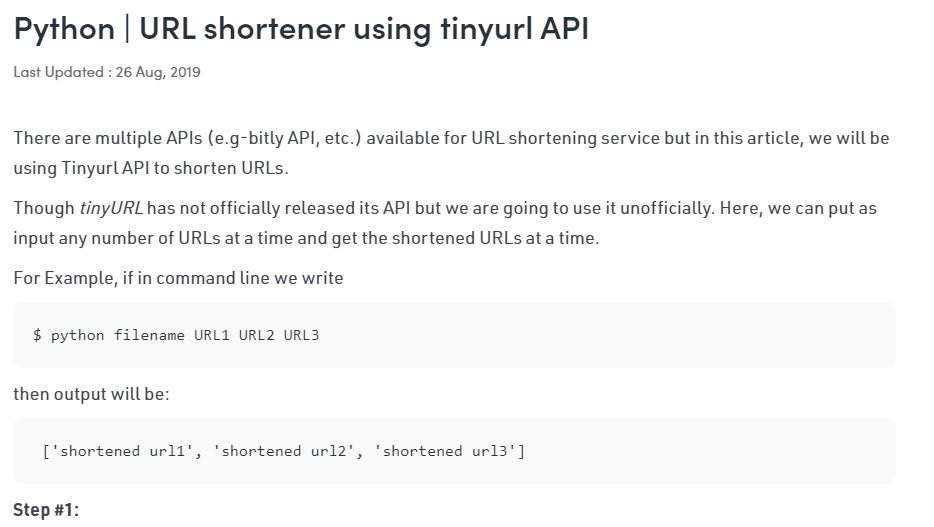 Python | URL shortener using tinyurl API
Last Updated : 26 Aug, 2019
There are multiple APIs (e.g-bitly API, etc.) available for URL shortening service but in this article, we will be
using Tinyurl API to shorten URLs.
Though tinyURL has not officially released its API but we are going to use it unofficially. Here, we can put as
input any number of URLs at a time and get the shortened URLs at a time.
For Example, if in command line we write
$ python filename URL1 URL2 URL3
then output will be:
['shortened url1', 'shortened url2', 'shortened url3']
Step #1: